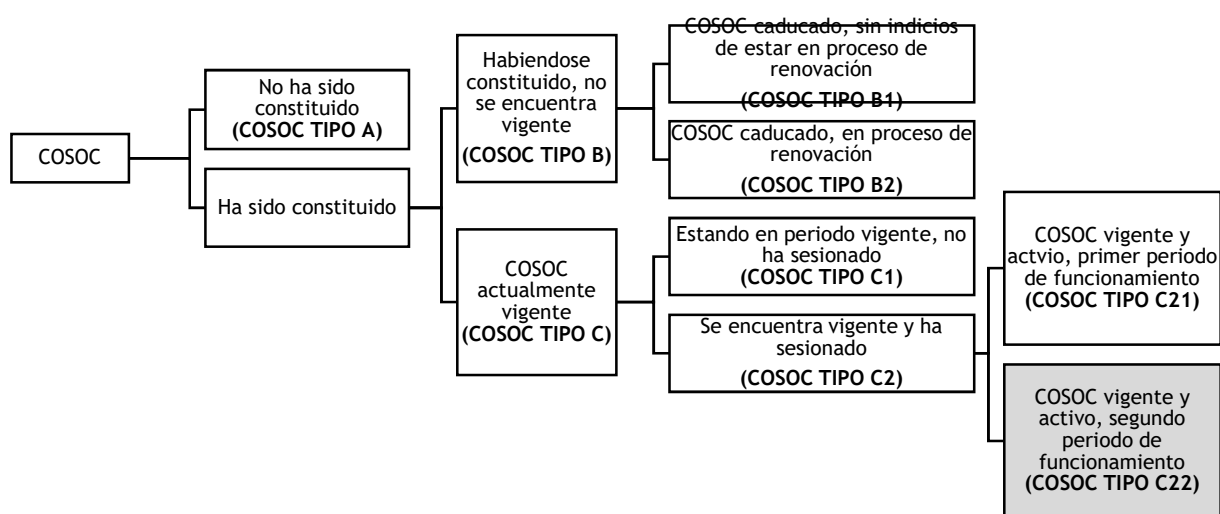 COSOC
No ha sido
constituido
(COSOC TIPO A)
Ha sido constituido
Habiendose
constituido, no
se encuentra
vigente
(COSOC TIPO B)
COSOC
actualmente
vigente
(COSOC TIPO C)
COSOC caducado, sin indicios
de estar en proceso de
renovación
(COSOC TIPO B1)
COSOC caducado, en proceso de
renovación
(COSOC TIPO B2)
Estando en periodo vigente, no
ha sesionado
(COSOC TIPO C1)
Se encuentra vigente y ha
sesionado
(COSOC TIPO C2)
COSOC vigente y
actvio, primer periodo
de funcionamiento
(COSOC TIPO C21)
COSOC vigente y
activo, segundo
periodo de
funcionamiento
(COSOC TIPO C22)